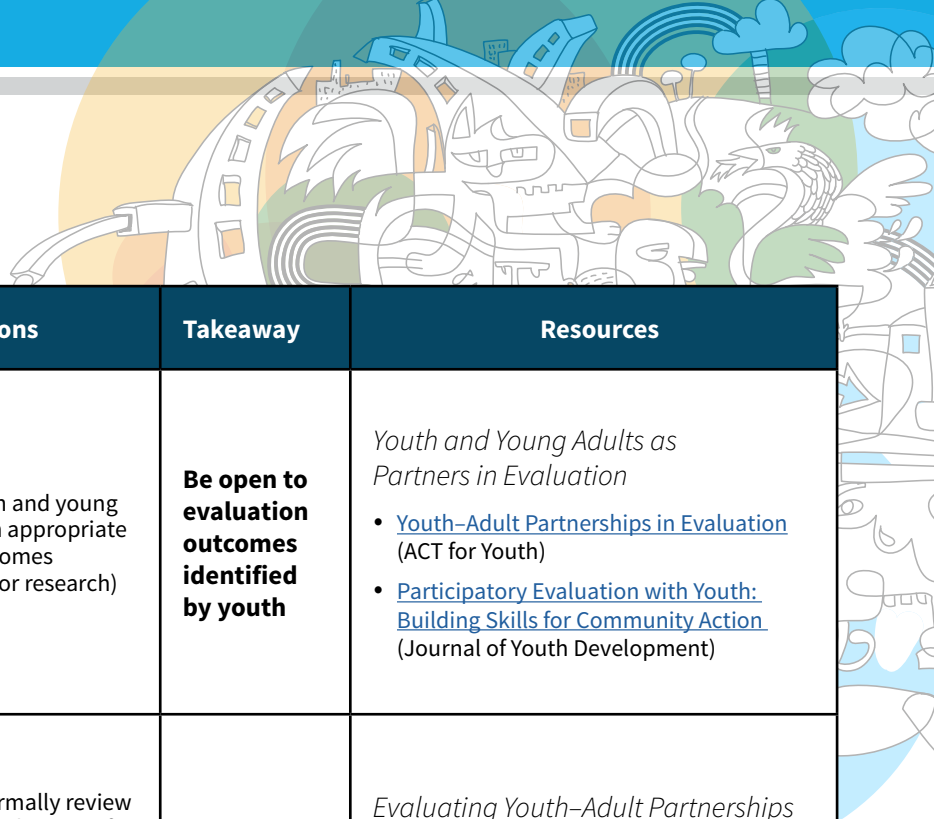 ons
Takeaway
Resources
n and young
appropriate
omes
or research)
Be open to
evaluation
outcomes
identified
by youth
Youth and Young Adults as
Partners in Evaluation
• Youth–Adult Partnerships in Evaluation
(ACT for Youth)
• Participatory Evaluation with Youth:
Building Skills for Community Action
(Journal of Youth Development)
rmally review
Evaluating Youth–Adult Partnerships